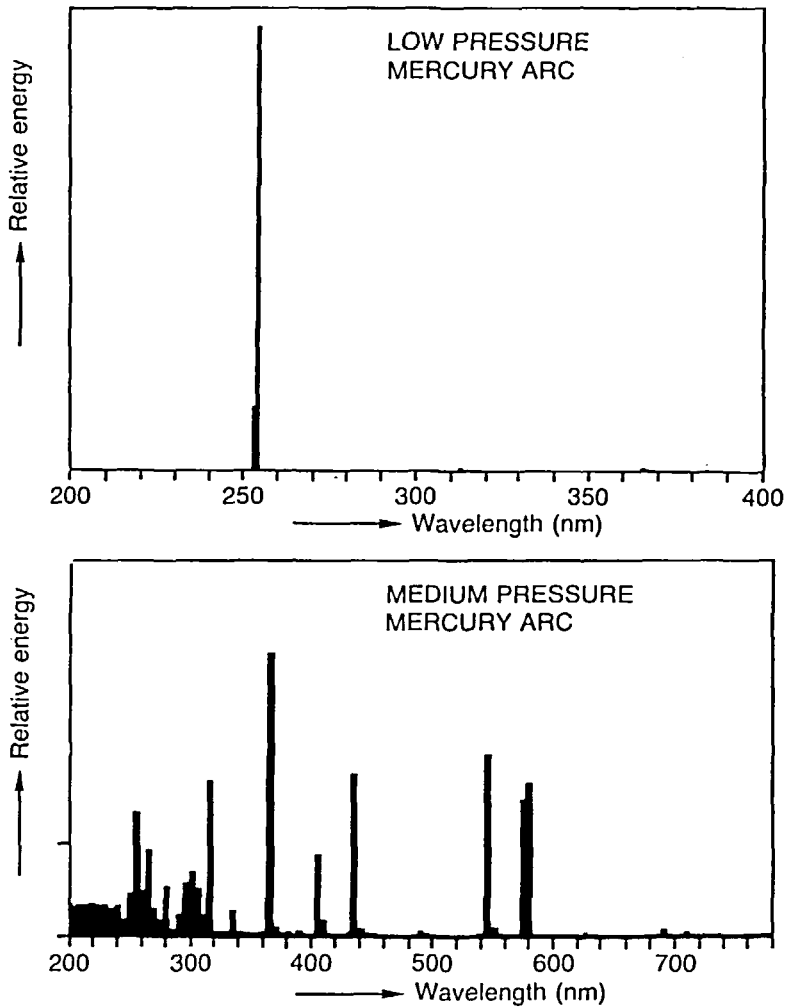 LOW PRESSURE
MERCURY ARC
Relative energy
200 250 300 350 400
Wavelength (nm)
MEDIUM PRESSURE
MERCURY ARC
Relative energy
200 300 400 500 600 700
Wavelength (nm)